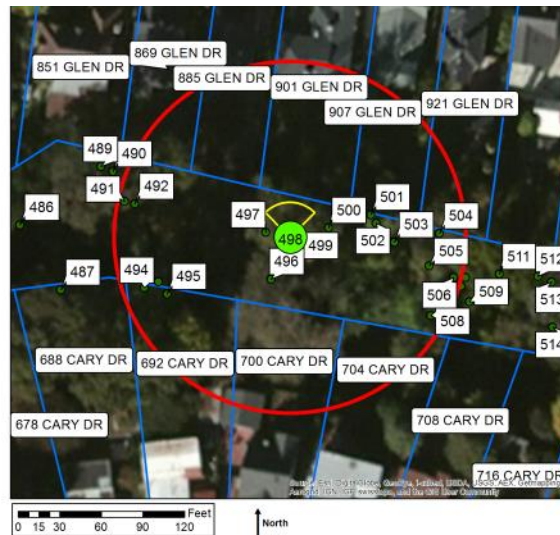 869 GLEN DR
851 GLEN DR
885 GLEN DR
901 GLEN DR
907 GLEN DR
921 GLEN DR
489
490
491
492
486
497
498
499
500
501
502
503
504
505
496
487
494
495
506
508
509
511
512
513
514
688 CARY DR
692 CARY DR
700 CARY DR
704 CARY DR
678 CARY DR
708 CARY DR
716 CARY DR
Feet
0 15 30 60 90 120
North